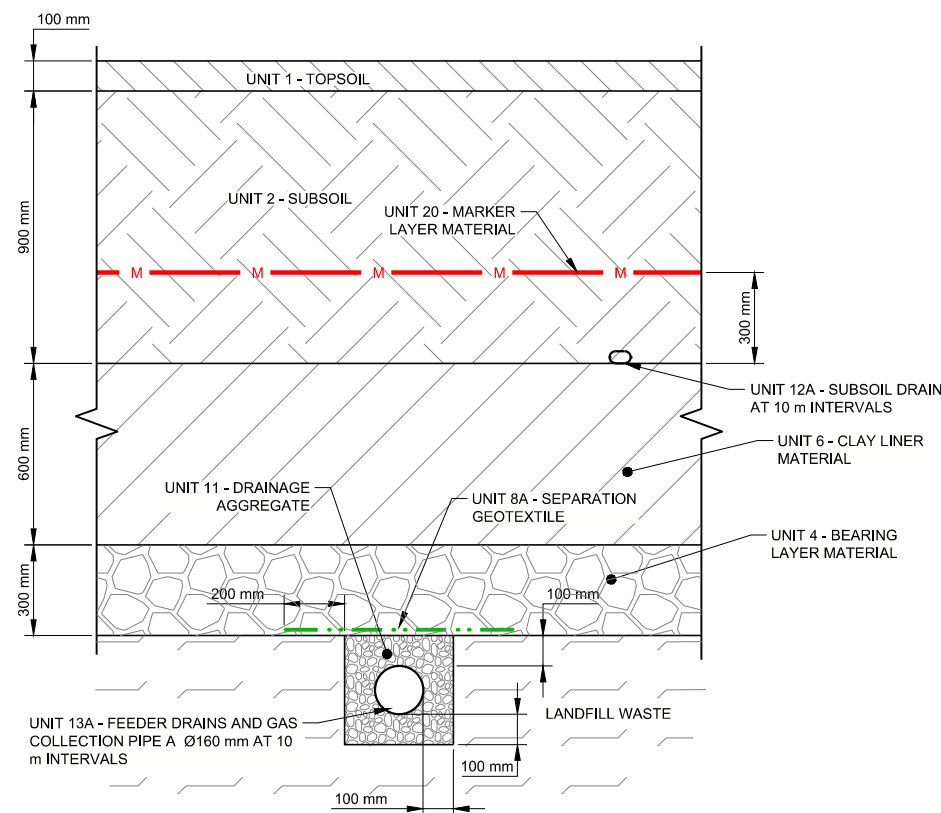 100 mm
UNIT 1 - TOPSOIL
900 mm
UNIT 2 - SUBSOIL
UNIT 20 - MARKER
LAYER MATERIAL
M M M M M
300 mm
UNIT 12A - SUBSOIL DRAIN
AT 10 m INTERVALS
600 mm
UNIT 6 - CLAY LINER
MATERIAL
UNIT 11 - DRAINAGE
AGGREGATE
UNIT 8A - SEPARATION
GEOTEXTILE
UNIT 4 - BEARING
LAYER MATERIAL
300 mm
200 mm
100 mm
LANDFILL WASTE
UNIT 13A - FEEDER DRAINS AND GAS
COLLECTION PIPE A Ø160 mm AT 10
m INTERVALS
100 mm
100 mm